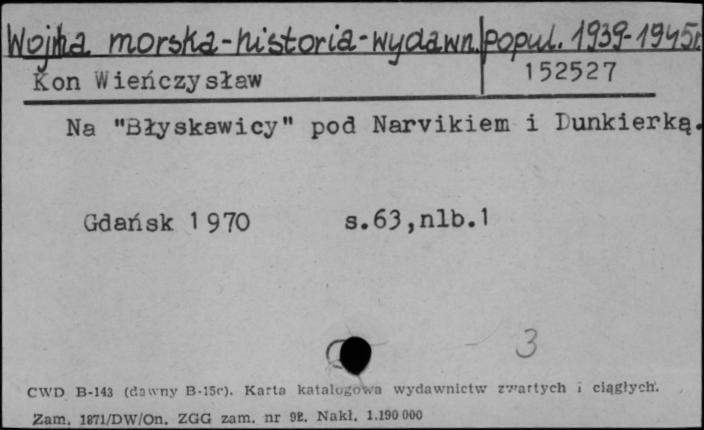 Wojna morska-historia-wydawn. popul. 1939-1945r.
Kon Wieńczysław 152527
Na "Błyskawicy" pod Narvikiem i Dunkierką.
Gdańsk 1970 s.63,nlb.1
3
CWD B-143 (dawny B-15c). Karta katalogowa wydawnictw zwartych i ciągłych.
Zam. 1871/DW/On. ZGG zam. nr 92. Nakł. 1.190 000